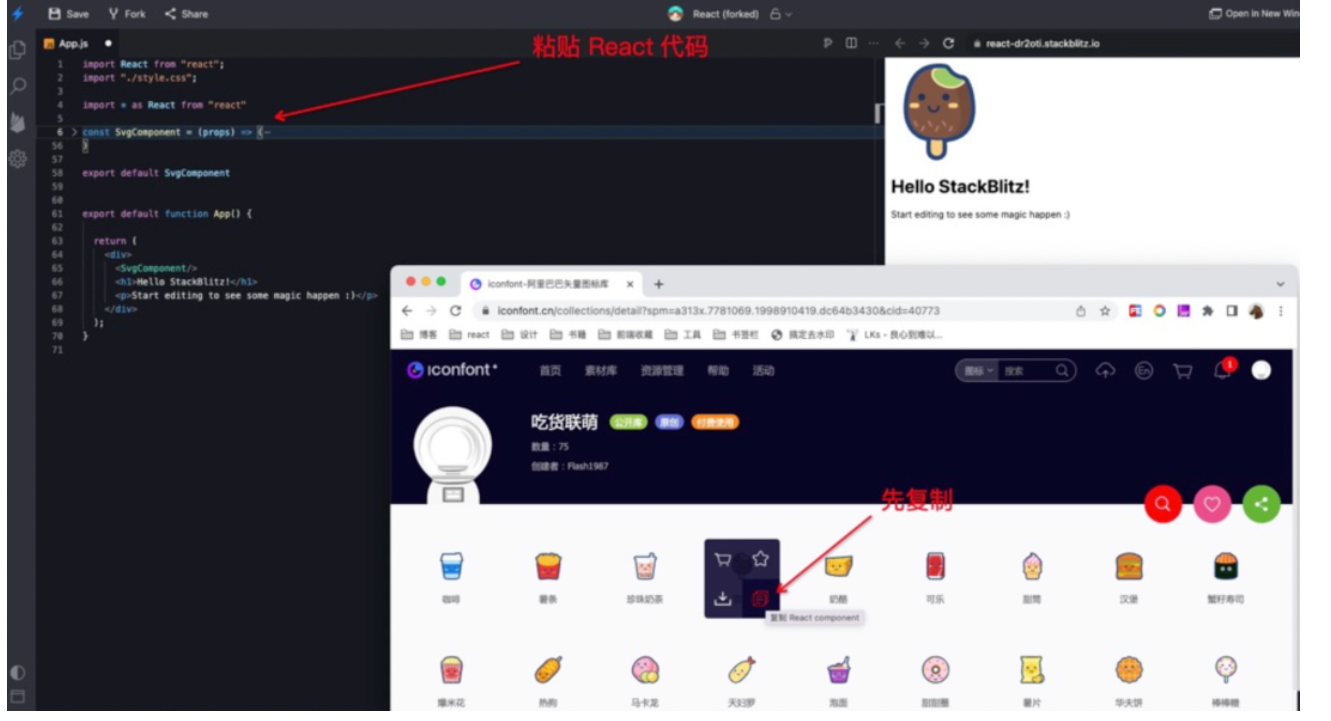 Save Fork Share
React (forked)
Open in New Win
App.js
粘贴 React 代码
react-dr2oti.stackblitz.io
1 import React from "react";
2 import "./style.css";
3
4 import * as React from "react"
5
6 const SvgComponent = (props) => {
56 }
57
58 export default SvgComponent
59
60
61 export default function App() {
62
63 return (
64 <div>
65 <SvgComponent/>
66 <h1>Hello StackBlitz!</h1>
67 <p>Start editing to see some magic happen :)</p>
68 </div>
69 );
70 }
71
Hello StackBlitz!
Start editing to see some magic happen :)
iconfont-阿里巴巴矢量图标库
iconfont.cn/collections/detail?spm=a313x.7781069.1998910419.dc64b3430&cid=40773
博客 react 设计 书籍 前端收藏 工具 书签栏 搞定去水印 LKs - 良心到难以...
iconfont+
首页 素材库 资源管理 帮助 活动
图标 搜索
En
1
吃货联萌 公开库 原创 付费使用
数量：75
创建者：Flash1987
先复制
咖啡 薯条 珍珠奶茶 奶酪 可乐 甜筒 汉堡 蟹籽寿司
复制 React component
爆米花 热狗 马卡龙 天妇罗 泡面 甜甜圈 薯片 华夫饼 棒棒糖